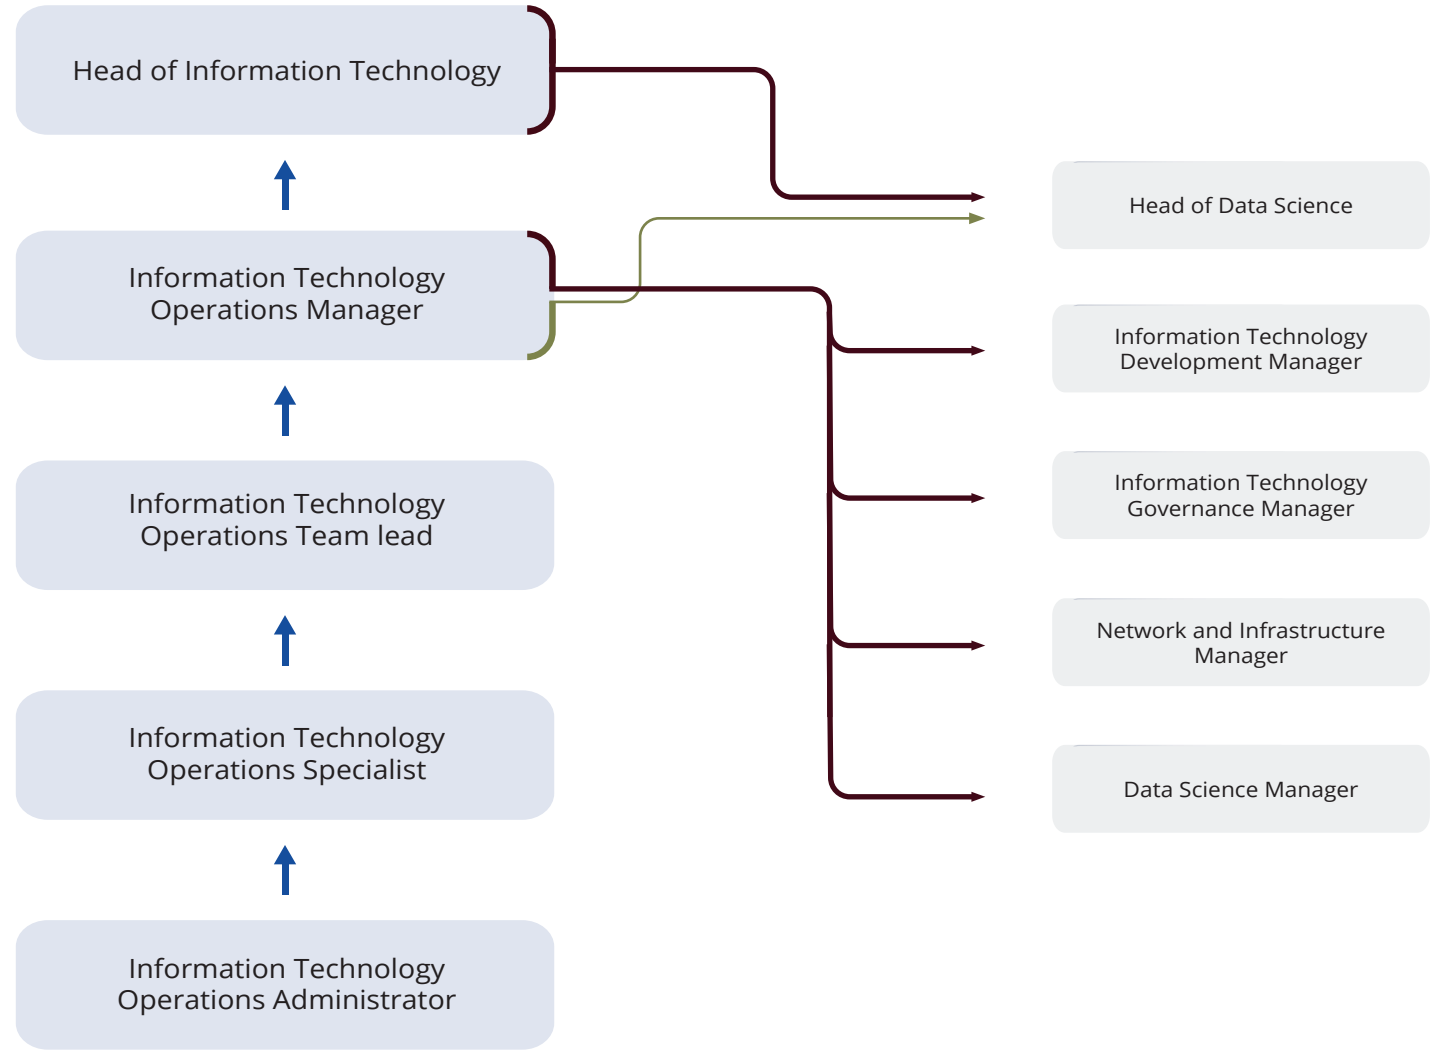 Head of Information Technology
Information Technology
Operations Manager
Information Technology
Operations Team lead
Information Technology
Operations Specialist
Information Technology
Operations Administrator
Head of Data Science
Information Technology
Development Manager
Information Technology
Governance Manager
Network and Infrastructure
Manager
Data Science Manager